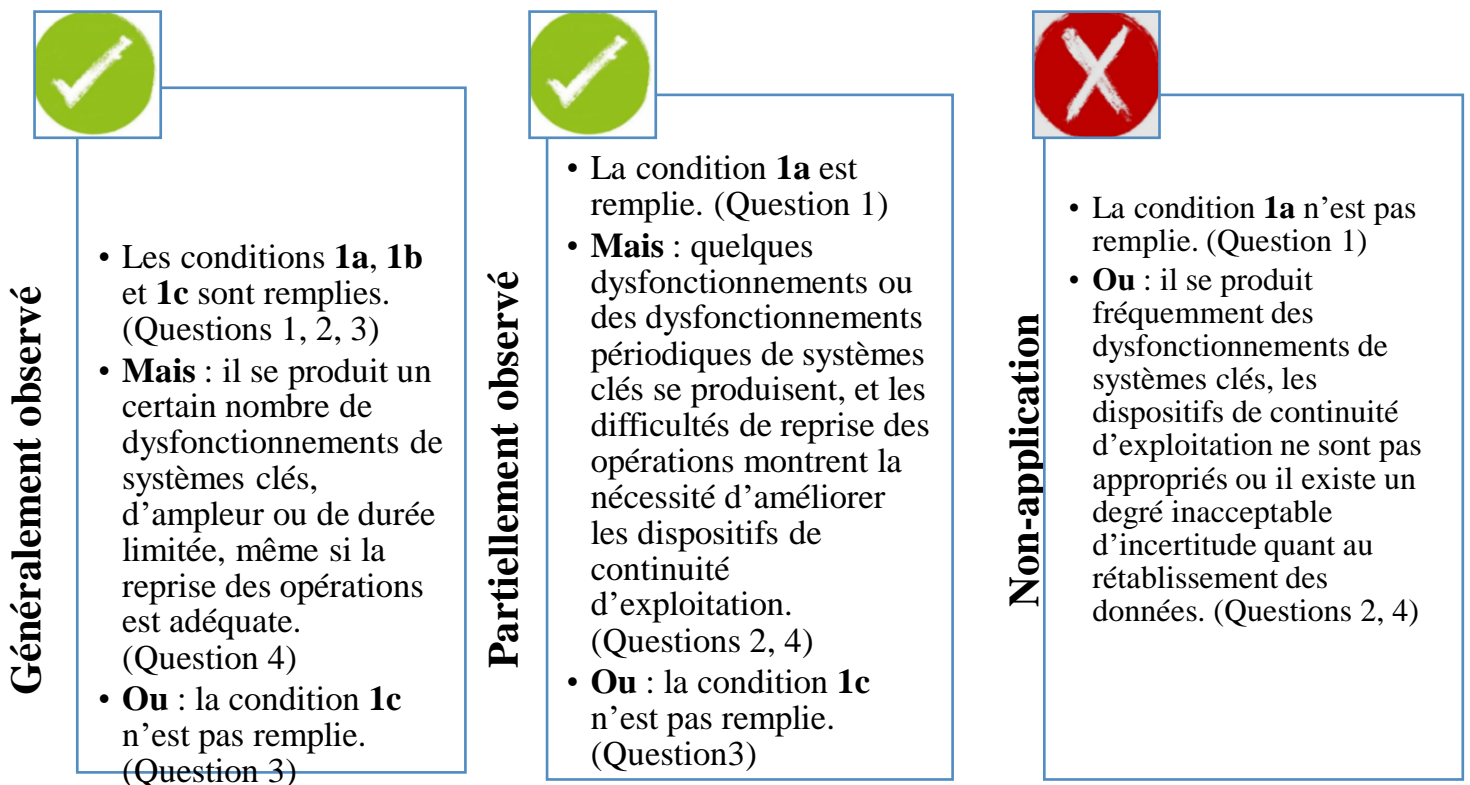 Généralement observé
• Les conditions 1a, 1b
et 1c sont remplies.
(Questions 1, 2, 3)
• Mais : il se produit un
certain nombre de
dysfonctionnements de
systèmes clés,
d’ampleur ou de durée
limitée, même si la
reprise des opérations
est adéquate.
(Question 4)
• Ou : la condition 1c
n’est pas remplie.
(Question 3)
Partiellement observé
• La condition 1a est
remplie. (Question 1)
• Mais : quelques
dysfonctionnements ou
des dysfonctionnements
périodiques de systèmes
clés se produisent, et les
difficultés de reprise des
opérations montrent la
nécessité d’améliorer
les dispositifs de
continuité
d’exploitation.
(Questions 2, 4)
• Ou : la condition 1c
n’est pas remplie.
(Question3)
Non-application
• La condition 1a n’est pas
remplie. (Question 1)
• Ou : il se produit
fréquemment des
dysfonctionnements de
systèmes clés, les
dispositifs de continuité
d’exploitation ne sont pas
appropriés ou il existe un
degré inacceptable
d’incertitude quant au
rétablissement des
données. (Questions 2, 4)